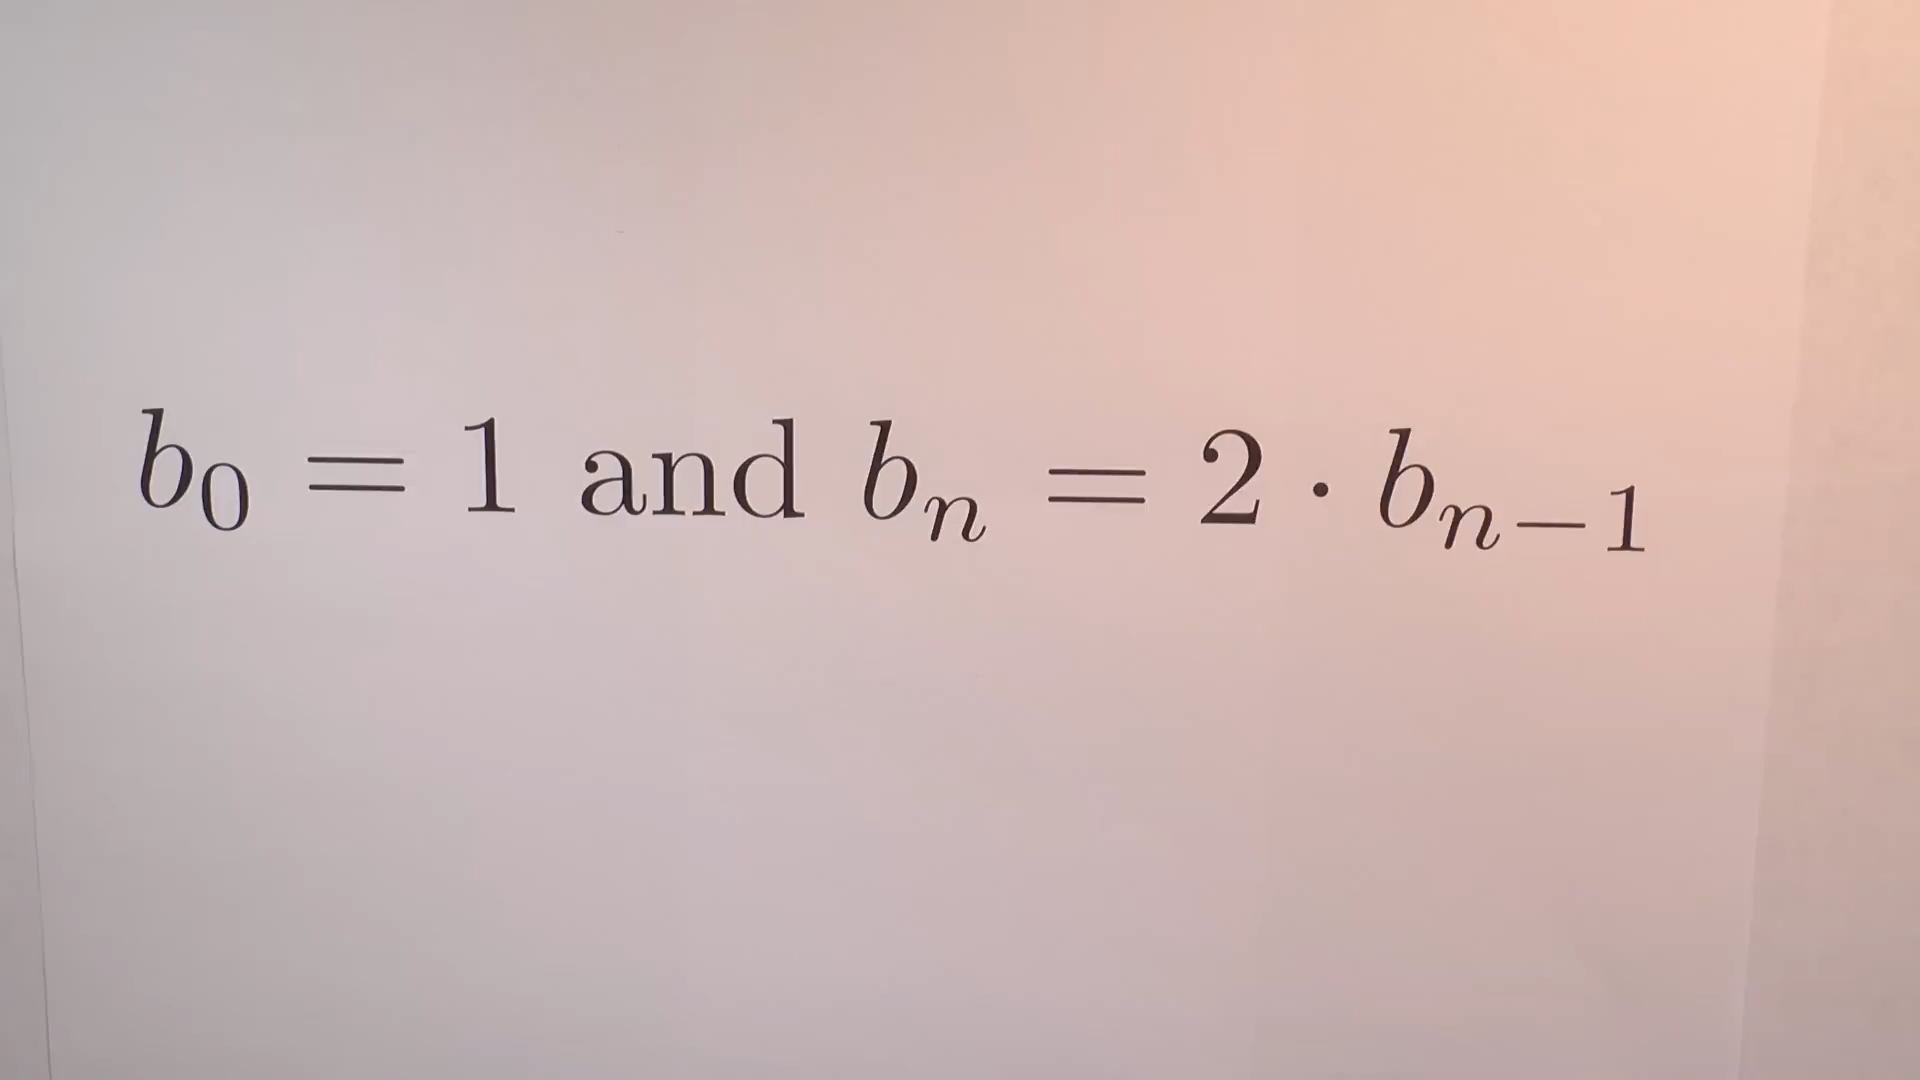 b₀ = 1 and bₙ = 2 · bₙ₋₁